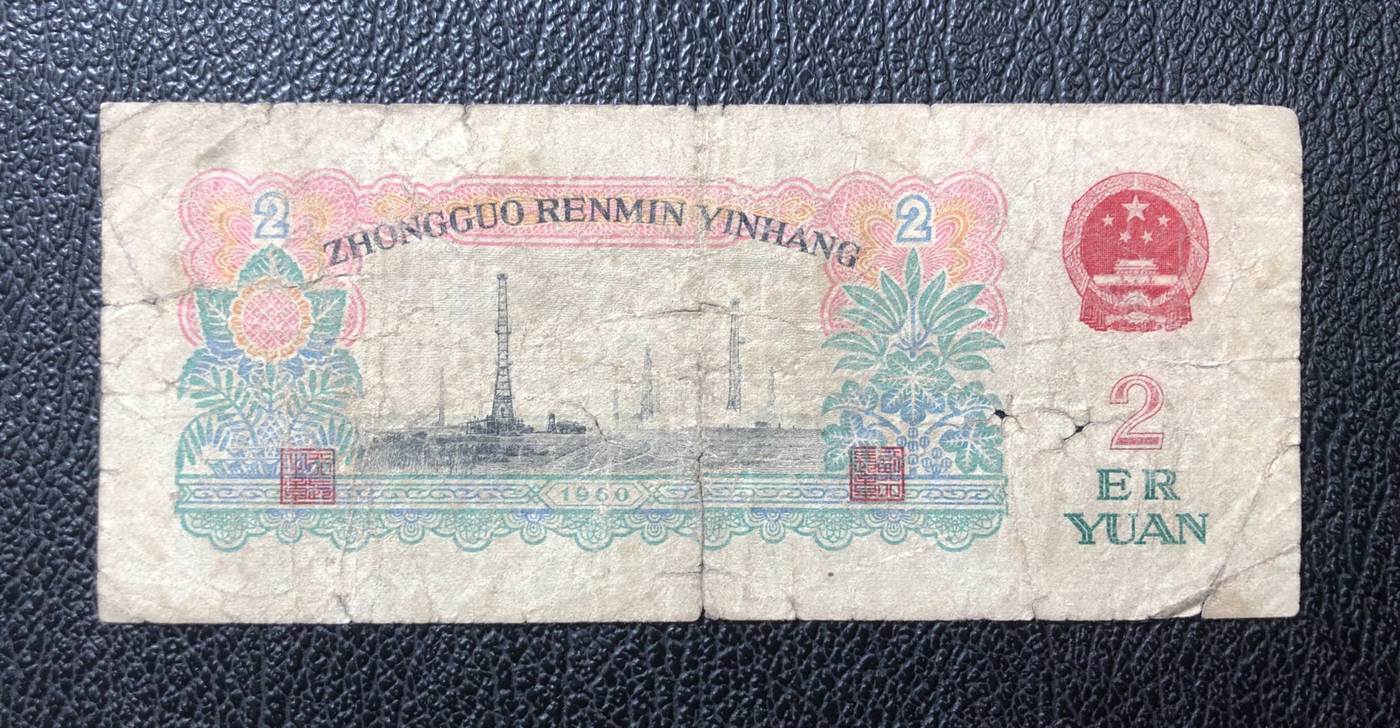 2
2
ZHONGGUO RENMIN YINHANG
1960
2
ER
YUAN